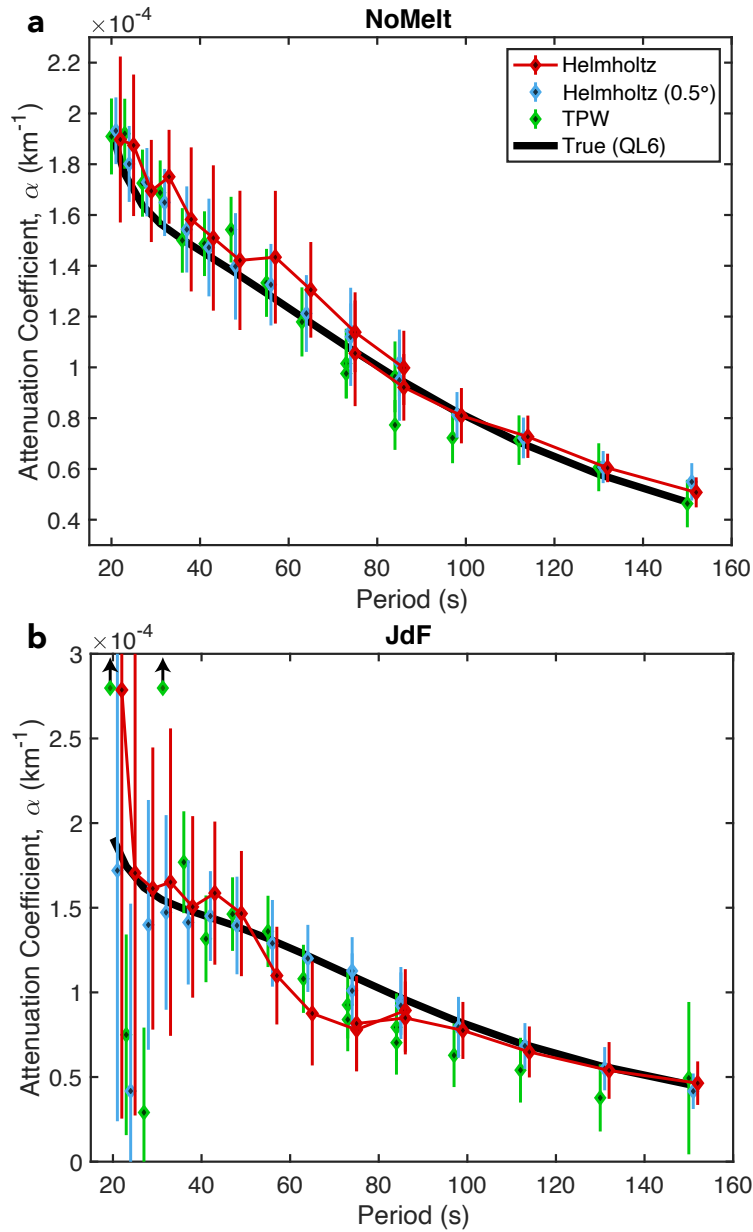 a
NoMelt
×10⁻⁴
Helmholtz
Helmholtz (0.5°)
TPW
True (QL6)
2.2
2
1.8
1.6
1.4
1.2
1
0.8
0.6
0.4
Attenuation Coefficient, α (km⁻¹)
20 40 60 80 100 120 140 160
Period (s)
b
JdF
×10⁻⁴
3
2.5
2
1.5
1
0.5
0
Attenuation Coefficient, α (km⁻¹)
20 40 60 80 100 120 140 160
Period (s)